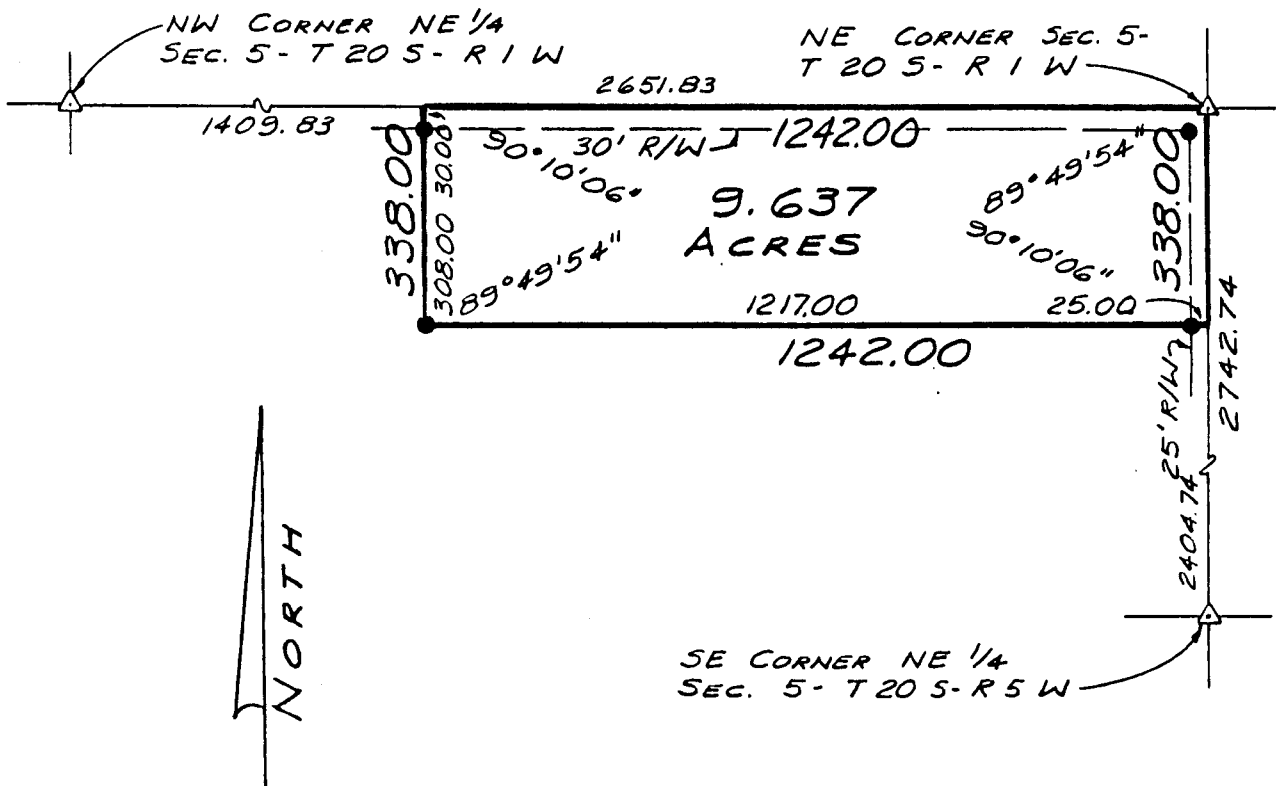 NW CORNER NE 1/4
SEC. 5- T 20 S- R 1 W
NE CORNER SEC. 5-
T 20 S- R 1 W
2651.83
1409.83
30' R/W
1242.00
338.00
308.00 30.00'
90°10'06"
89°49'54"
9.637
ACRES
89°49'54"
90°10'06"
338.00
1217.00
25.00
1242.00
2742.74
25' R/W
2404.74
NORTH
SE CORNER NE 1/4
SEC. 5- T 20 S- R 5 W